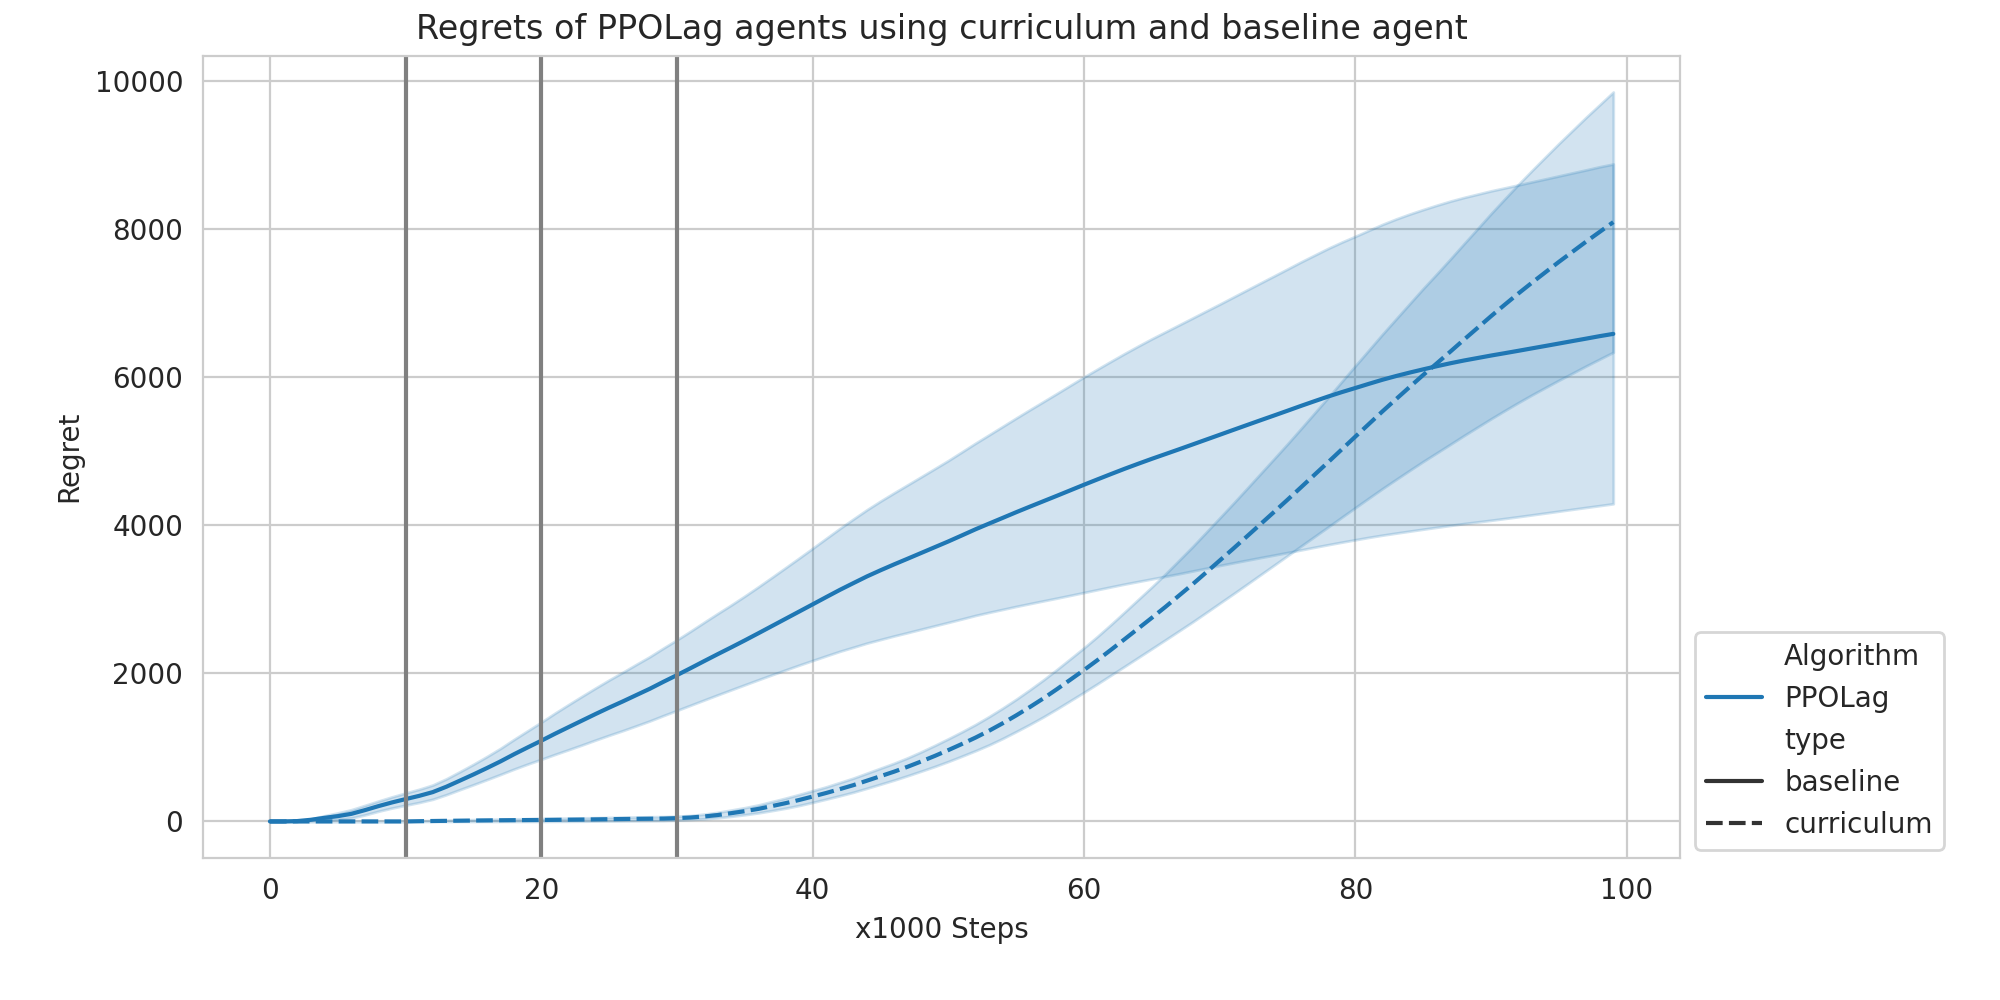 Regrets of PPOLag agents using curriculum and baseline agent
10000
8000
6000
4000
2000
0
Regret
0 20 40 60 80 100
x1000 Steps
Algorithm
PPOLag
type
baseline
curriculum